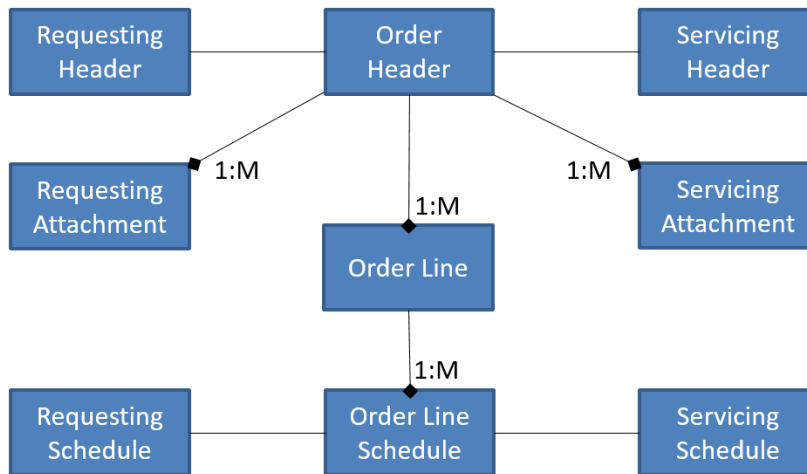 Requesting
Header
Order
Header
Servicing
Header
1:M
1:M
Requesting
Attachment
Servicing
Attachment
1:M
Order Line
1:M
Requesting
Schedule
Order Line
Schedule
Servicing
Schedule